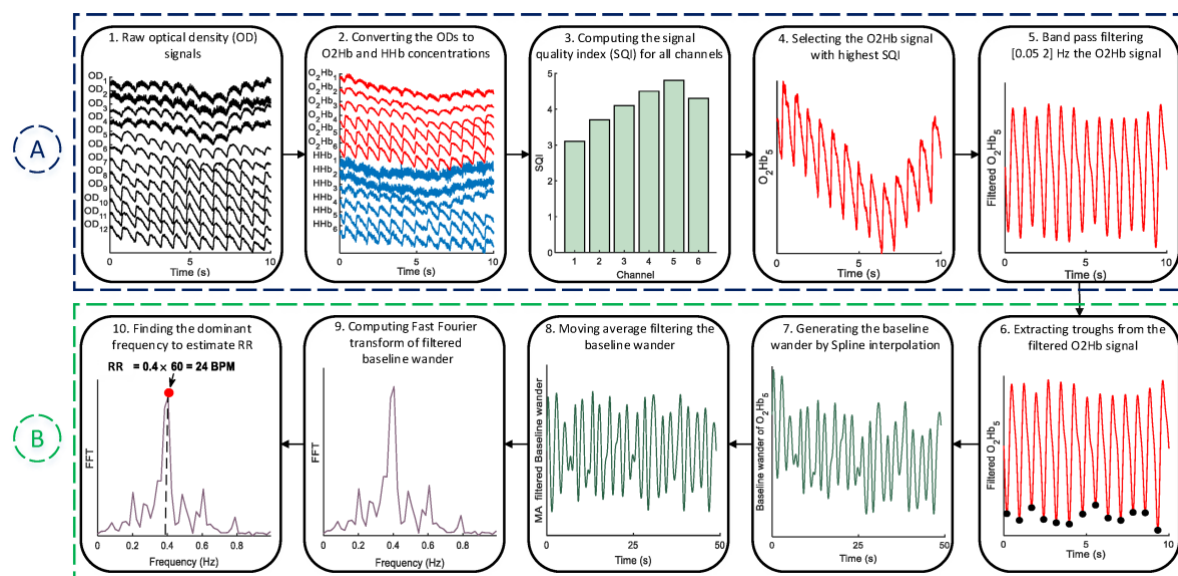 A
1. Raw optical density (OD)
signals
OD1
OD2
OD3
OD4
OD5
OD6
OD7
OD8
OD9
OD10
OD11
OD12
0
5
10
Time (s)
2. Converting the ODs to
O2Hb and HHb concentrations
O2Hb1
O2Hb2
O2Hb3
O2Hb4
O2Hb5
O2Hb6
HHb1
HHb2
HHb3
HHb4
HHb5
HHb6
0
5
10
Time (s)
3. Computing the signal
quality index (SQI) for all channels
SQI
5
4
3
2
1
0
1 2 3 4 5 6
Channel
4. Selecting the O2Hb signal
with highest SQI
O2Hb5
0
5
10
Time (s)
5. Band pass filtering
[0.05 2] Hz the O2Hb signal
Filtered O2Hb5
0
5
10
Time (s)
B
10. Finding the dominant
frequency to estimate RR
RR = 0.4 × 60 = 24 BPM
FFT
0 0.2 0.4 0.6 0.8
Frequency (Hz)
9. Computing Fast Fourier
transform of filtered
baseline wander
FFT
0 0.2 0.4 0.6 0.8
Frequency (Hz)
8. Moving average filtering the
baseline wander
MA filtered Baseline wander
0
50
Time (s)
7. Generating the baseline
wander by Spline interpolation
Baseline wander of O2Hb5
0
25
50
Time (s)
6. Extracting troughs from the
filtered O2Hb signal
Filtered O2Hb5
0
5
10
Time (s)